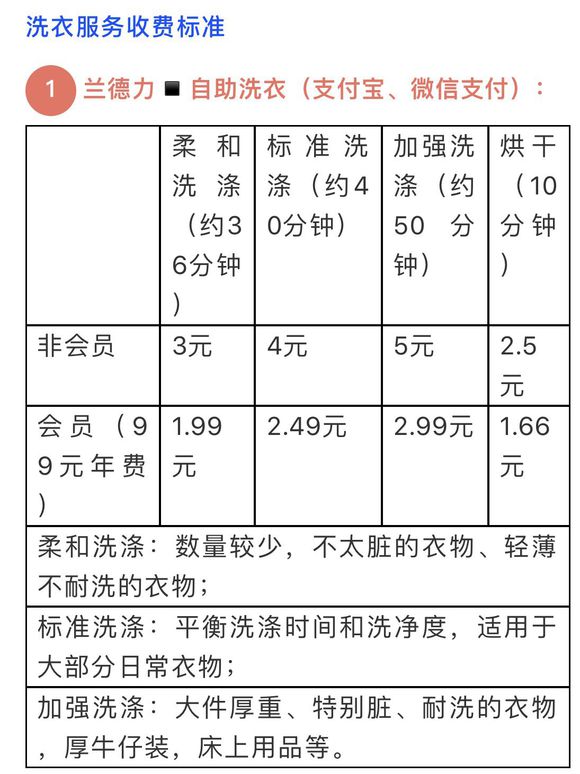 洗衣服务收费标准
1 兰德力 ▪ 自助洗衣（支付宝、微信支付）：
柔和
洗涤
（约3
6分钟
）
标准洗
涤（约4
0分钟）
加强洗
涤（约
50分
钟）
烘干
（10
分钟
）
非会员
3元
4元
5元
2.5
元
会员（9
9元年费
）
1.99
元
2.49元
2.99元
1.66
元
柔和洗涤：数量较少，不太脏的衣物、轻薄
不耐洗的衣物；
标准洗涤：平衡洗涤时间和洗净度，适用于
大部分日常衣物；
加强洗涤：大件厚重、特别脏、耐洗的衣物
，厚牛仔装，床上用品等。